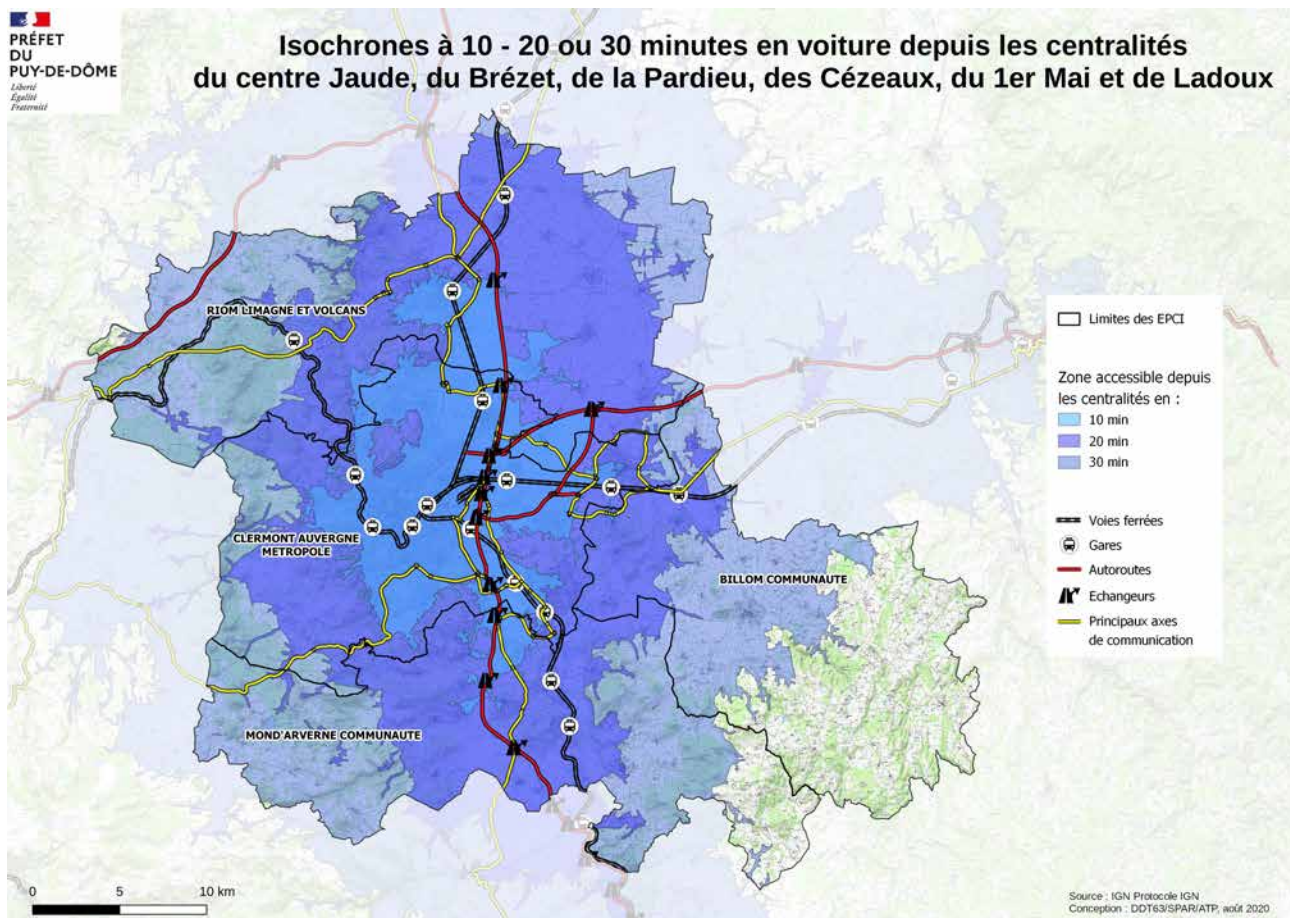 PRÉFET
DU
PUY-DE-DÔME
Liberté
Égalité
Fraternité
Isochrones à 10 - 20 ou 30 minutes en voiture depuis les centralités
du centre Jaude, du Brézet, de la Pardieu, des Cézeaux, du 1er Mai et de Ladoux
RIOM LIMAGNE ET VOLCANS
CLERMONT AUVERGNE
METROPOLE
BILLOM COMMUNAUTE
MOND'ARVERNE COMMUNAUTE
Limites des EPCI
Zone accessible depuis
les centralités en :
10 min
20 min
30 min
Voies ferrées
Gares
Autoroutes
Echangeurs
Principaux axes
de communication
0 5 10 km
Source : IGN Protocole IGN
Conception : DDT63/SPAR/ATP, août 2020